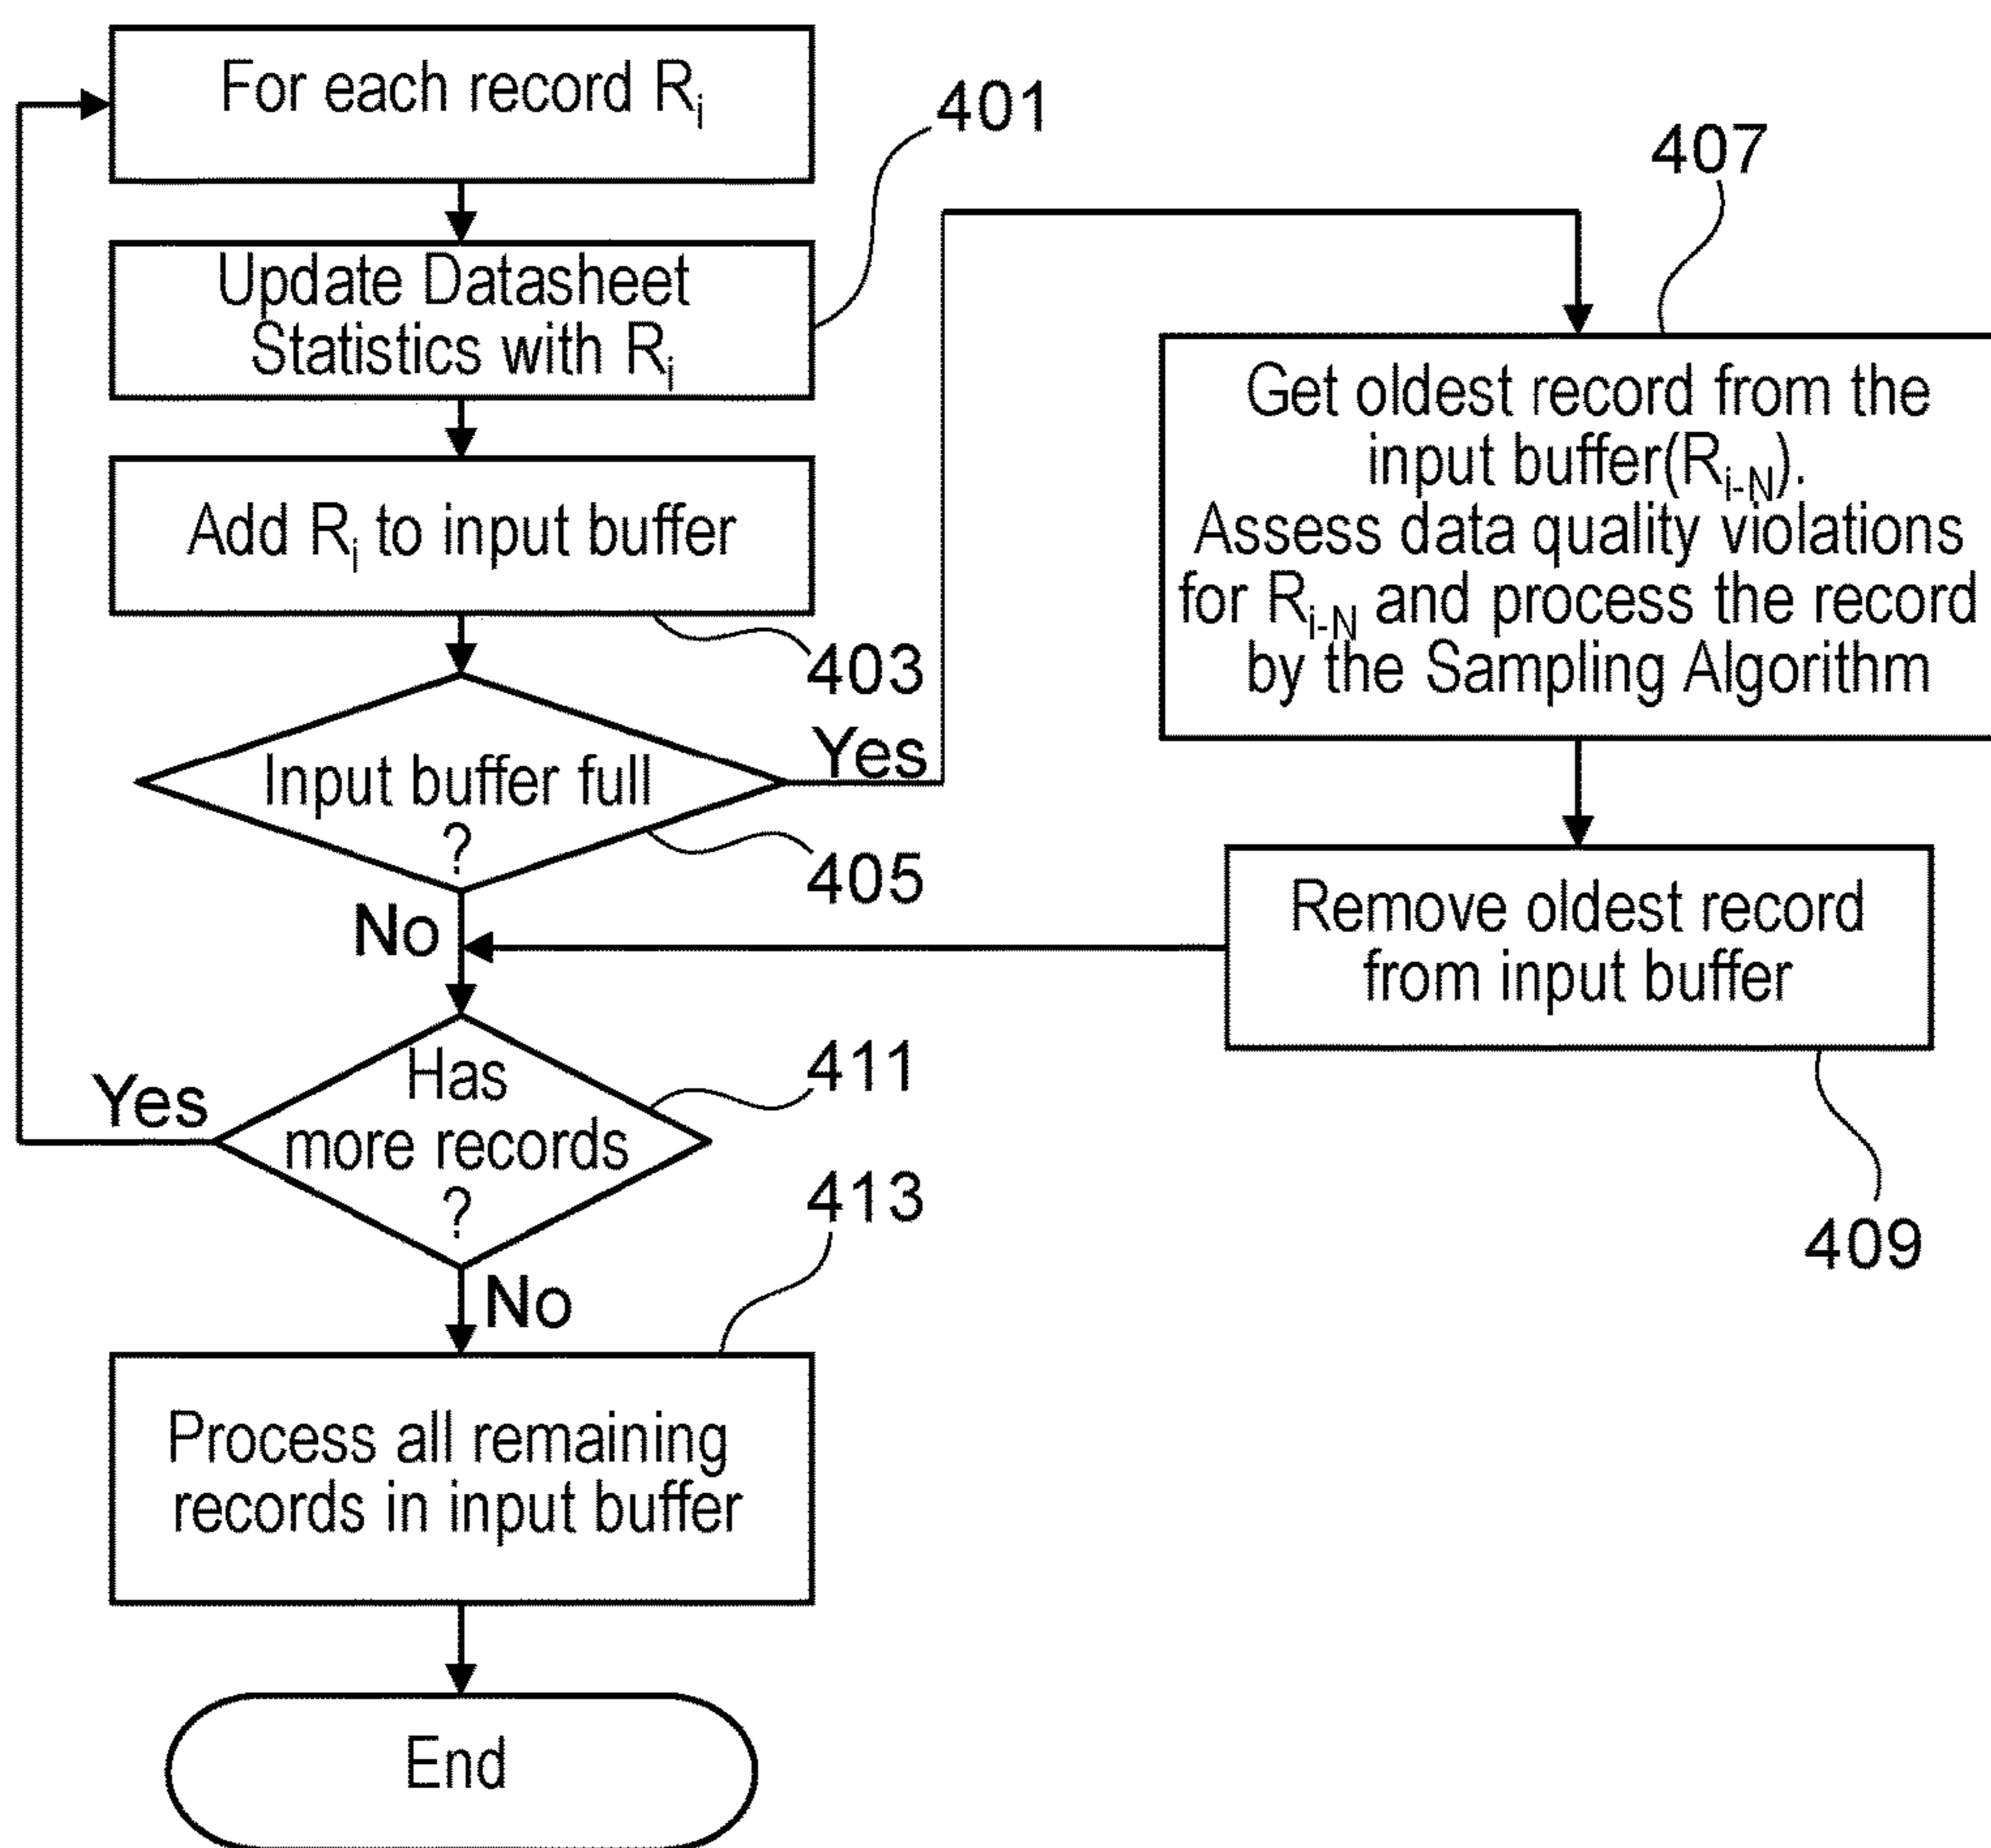 For each record Ri
401
Update Datasheet
Statistics with Ri
Add Ri to input buffer
403
Input buffer full
?
Yes
405
No
407
Get oldest record from the
input buffer(Ri-N).
Assess data quality violations
for Ri-N and process the record
by the Sampling Algorithm
Remove oldest record
from input buffer
409
Has
more records
?
411
Yes
No
413
Process all remaining
records in input buffer
End